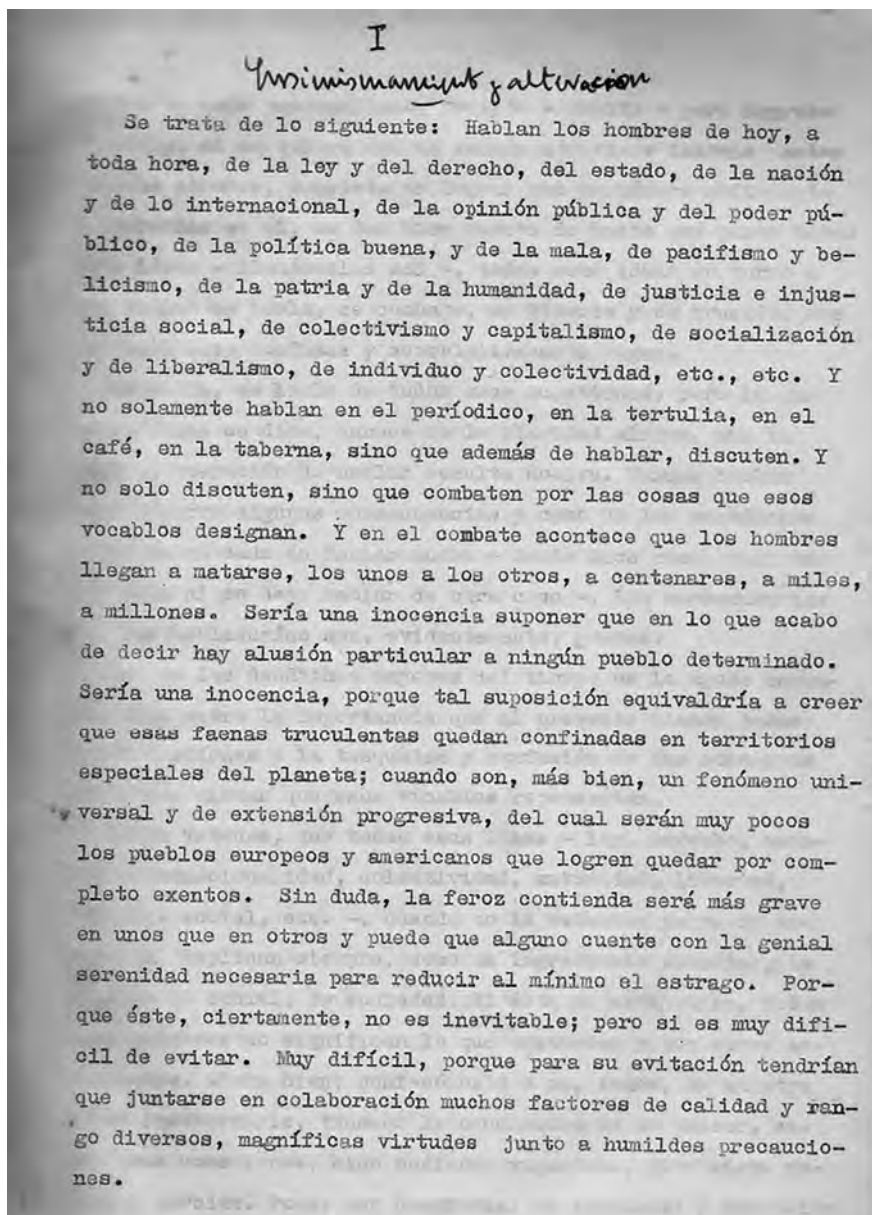 I
Ensimismamiento y alteracion
Se trata de lo siguiente: Hablan los hombres de hoy, a
toda hora, de la ley y del derecho, del estado, de la nación
y de lo internacional, de la opinión pública y del poder pú-
blico, de la política buena, y de la mala, de pacifismo y be-
licismo, de la patria y de la humanidad, de justicia e injus-
ticia social, de colectivismo y capitalismo, de socialización
y de liberalismo, de individuo y colectividad, etc., etc. Y
no solamente hablan en el períodico, en la tertulia, en el
café, en la taberna, sino que además de hablar, discuten. Y
no solo discuten, sino que combaten por las cosas que esos
vocablos designan. Y en el combate acontece que los hombres
llegan a matarse, los unos a los otros, a centenares, a miles,
a millones. Sería una inocencia suponer que en lo que acabo
de decir hay alusión particular a ningún pueblo determinado.
Sería una inocencia, porque tal suposición equivaldría a creer
que esas faenas truculentas quedan confinadas en territorios
especiales del planeta; cuando son, más bien, un fenómeno uni-
versal y de extensión progresiva, del cual serán muy pocos
los pueblos europeos y americanos que logren quedar por com-
pleto exentos. Sin duda, la feroz contienda será más grave
en unos que en otros y puede que alguno cuente con la genial
serenidad necesaria para reducir al mínimo el estrago. Por-
que éste, ciertamente, no es inevitable; pero si es muy difi-
cil de evitar. Muy difícil, porque para su evitación tendrían
que juntarse en colaboración muchos factores de calidad y ran-
go diversos, magníficas virtudes junto a humildes precaucio-
nes.